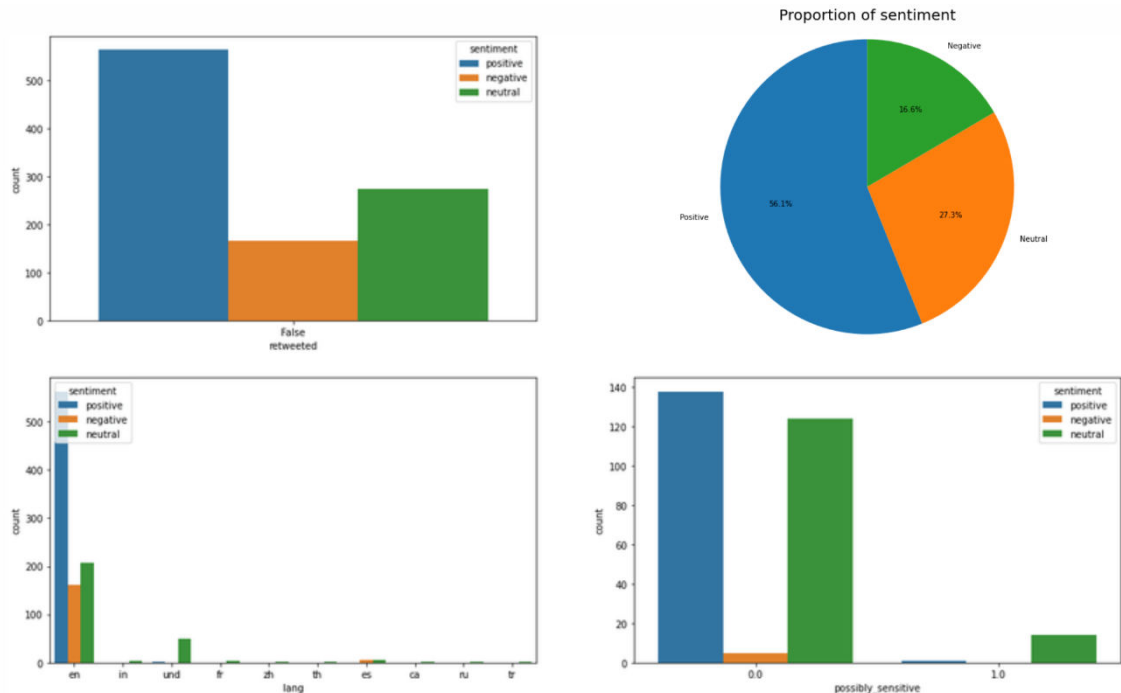 sentiment
positive
negative
neutral
500
400
300
200
100
0
count
False
retweeted
Proportion of sentiment
Negative
16.6%
Positive
56.1%
27.3%
Neutral
sentiment
positive
negative
neutral
500
400
300
200
100
0
count
en in und fr zh th es ca ru tr
lang
sentiment
positive
negative
neutral
140
120
100
80
60
40
20
0
count
0.0 1.0
possibly_sensitive